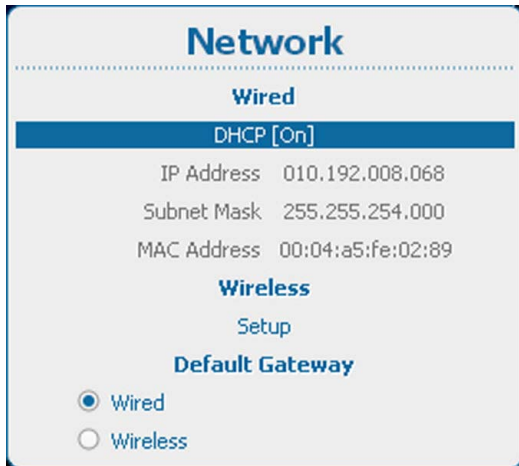 Network
Wired
DHCP [On]
IP Address 010.192.008.068
Subnet Mask 255.255.254.000
MAC Address 00:04:a5:fe:02:89
Wireless
Setup
Default Gateway
Wired
Wireless